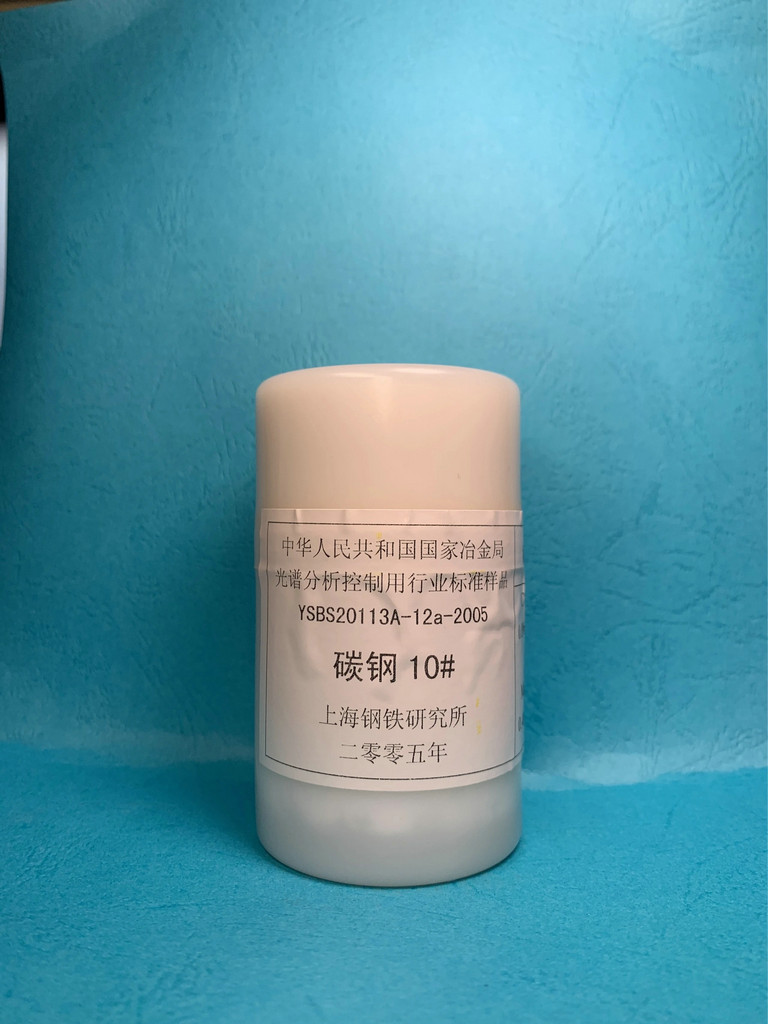 中华人民共和国国家冶金局
光谱分析控制用行业标准样品
YSBS20113A-12a-2005
碳钢 10#
上海钢铁研究所
二零零五年